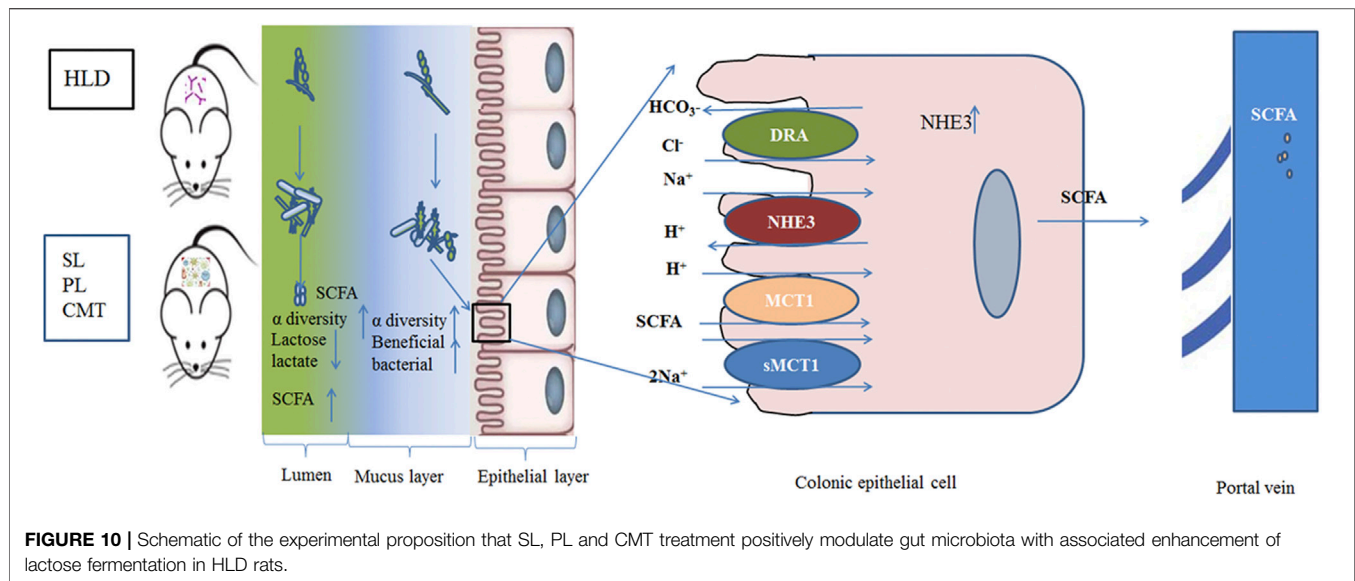 HLD
SL
PL
CMT
SCFA
α diversity
Lactose
lactate
SCFA
α diversity
Beneficial
bacterial
Lumen
Mucus layer
Epithelial layer
HCO₃-
Cl⁻
Na⁺
H⁺
H⁺
SCFA
2Na⁺
DRA
NHE3
MCT1
sMCT1
NHE3
SCFA
Colonic epithelial cell
SCFA
Portal vein
FIGURE 10 | Schematic of the experimental proposition that SL, PL and CMT treatment positively modulate gut microbiota with associated enhancement of
lactose fermentation in HLD rats.